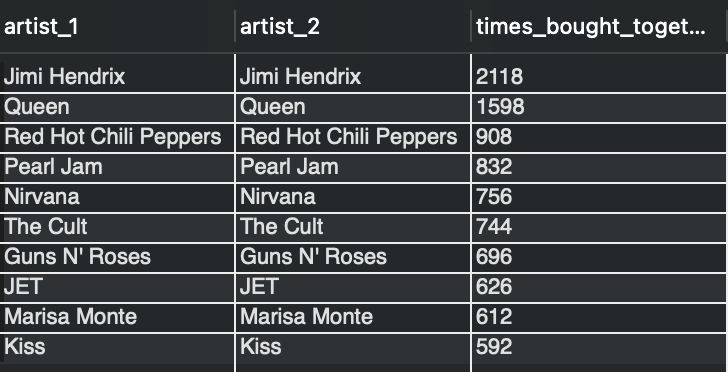 artist_1 artist_2 times_bought_toget...
Jimi Hendrix Jimi Hendrix 2118
Queen Queen 1598
Red Hot Chili Peppers Red Hot Chili Peppers 908
Pearl Jam Pearl Jam 832
Nirvana Nirvana 756
The Cult The Cult 744
Guns N' Roses Guns N' Roses 696
JET JET 626
Marisa Monte Marisa Monte 612
Kiss Kiss 592